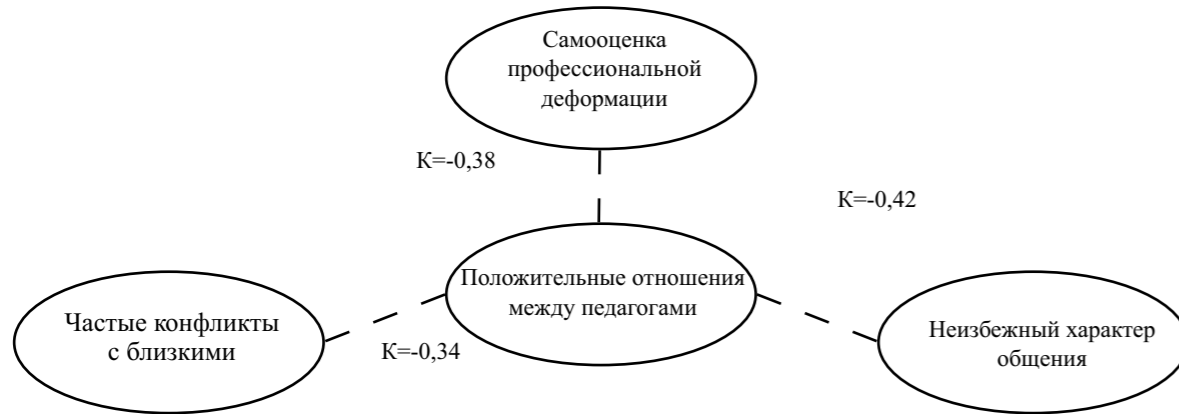 Самооценка
профессиональной
деформации
К=-0,38
К=-0,42
Положительные отношения
между педагогами
Частые конфликты
с близкими
К=-0,34
Неизбежный характер
общения